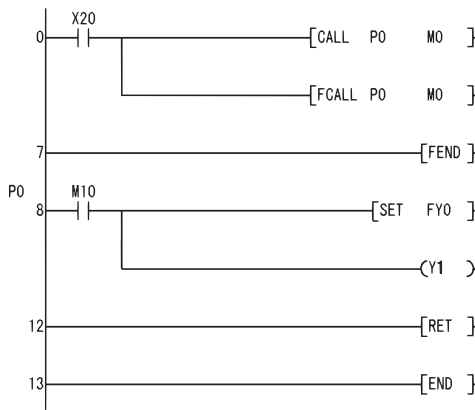 X20
0 [CALL P0 M0 ]
[FCALL P0 M0 ]
7 [FEND ]
P0 M10
8 [SET FY0 ]
(Y1 )
12 [RET ]
13 [END ]